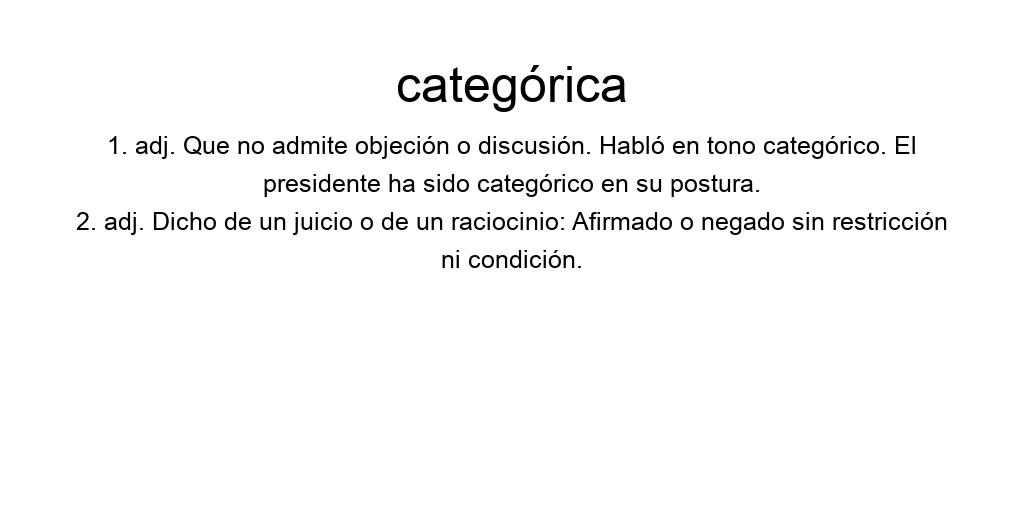 categórica
1. adj. Que no admite objeción o discusión. Habló en tono categórico. El
presidente ha sido categórico en su postura.
2. adj. Dicho de un juicio o de un raciocinio: Afirmado o negado sin restricción
ni condición.